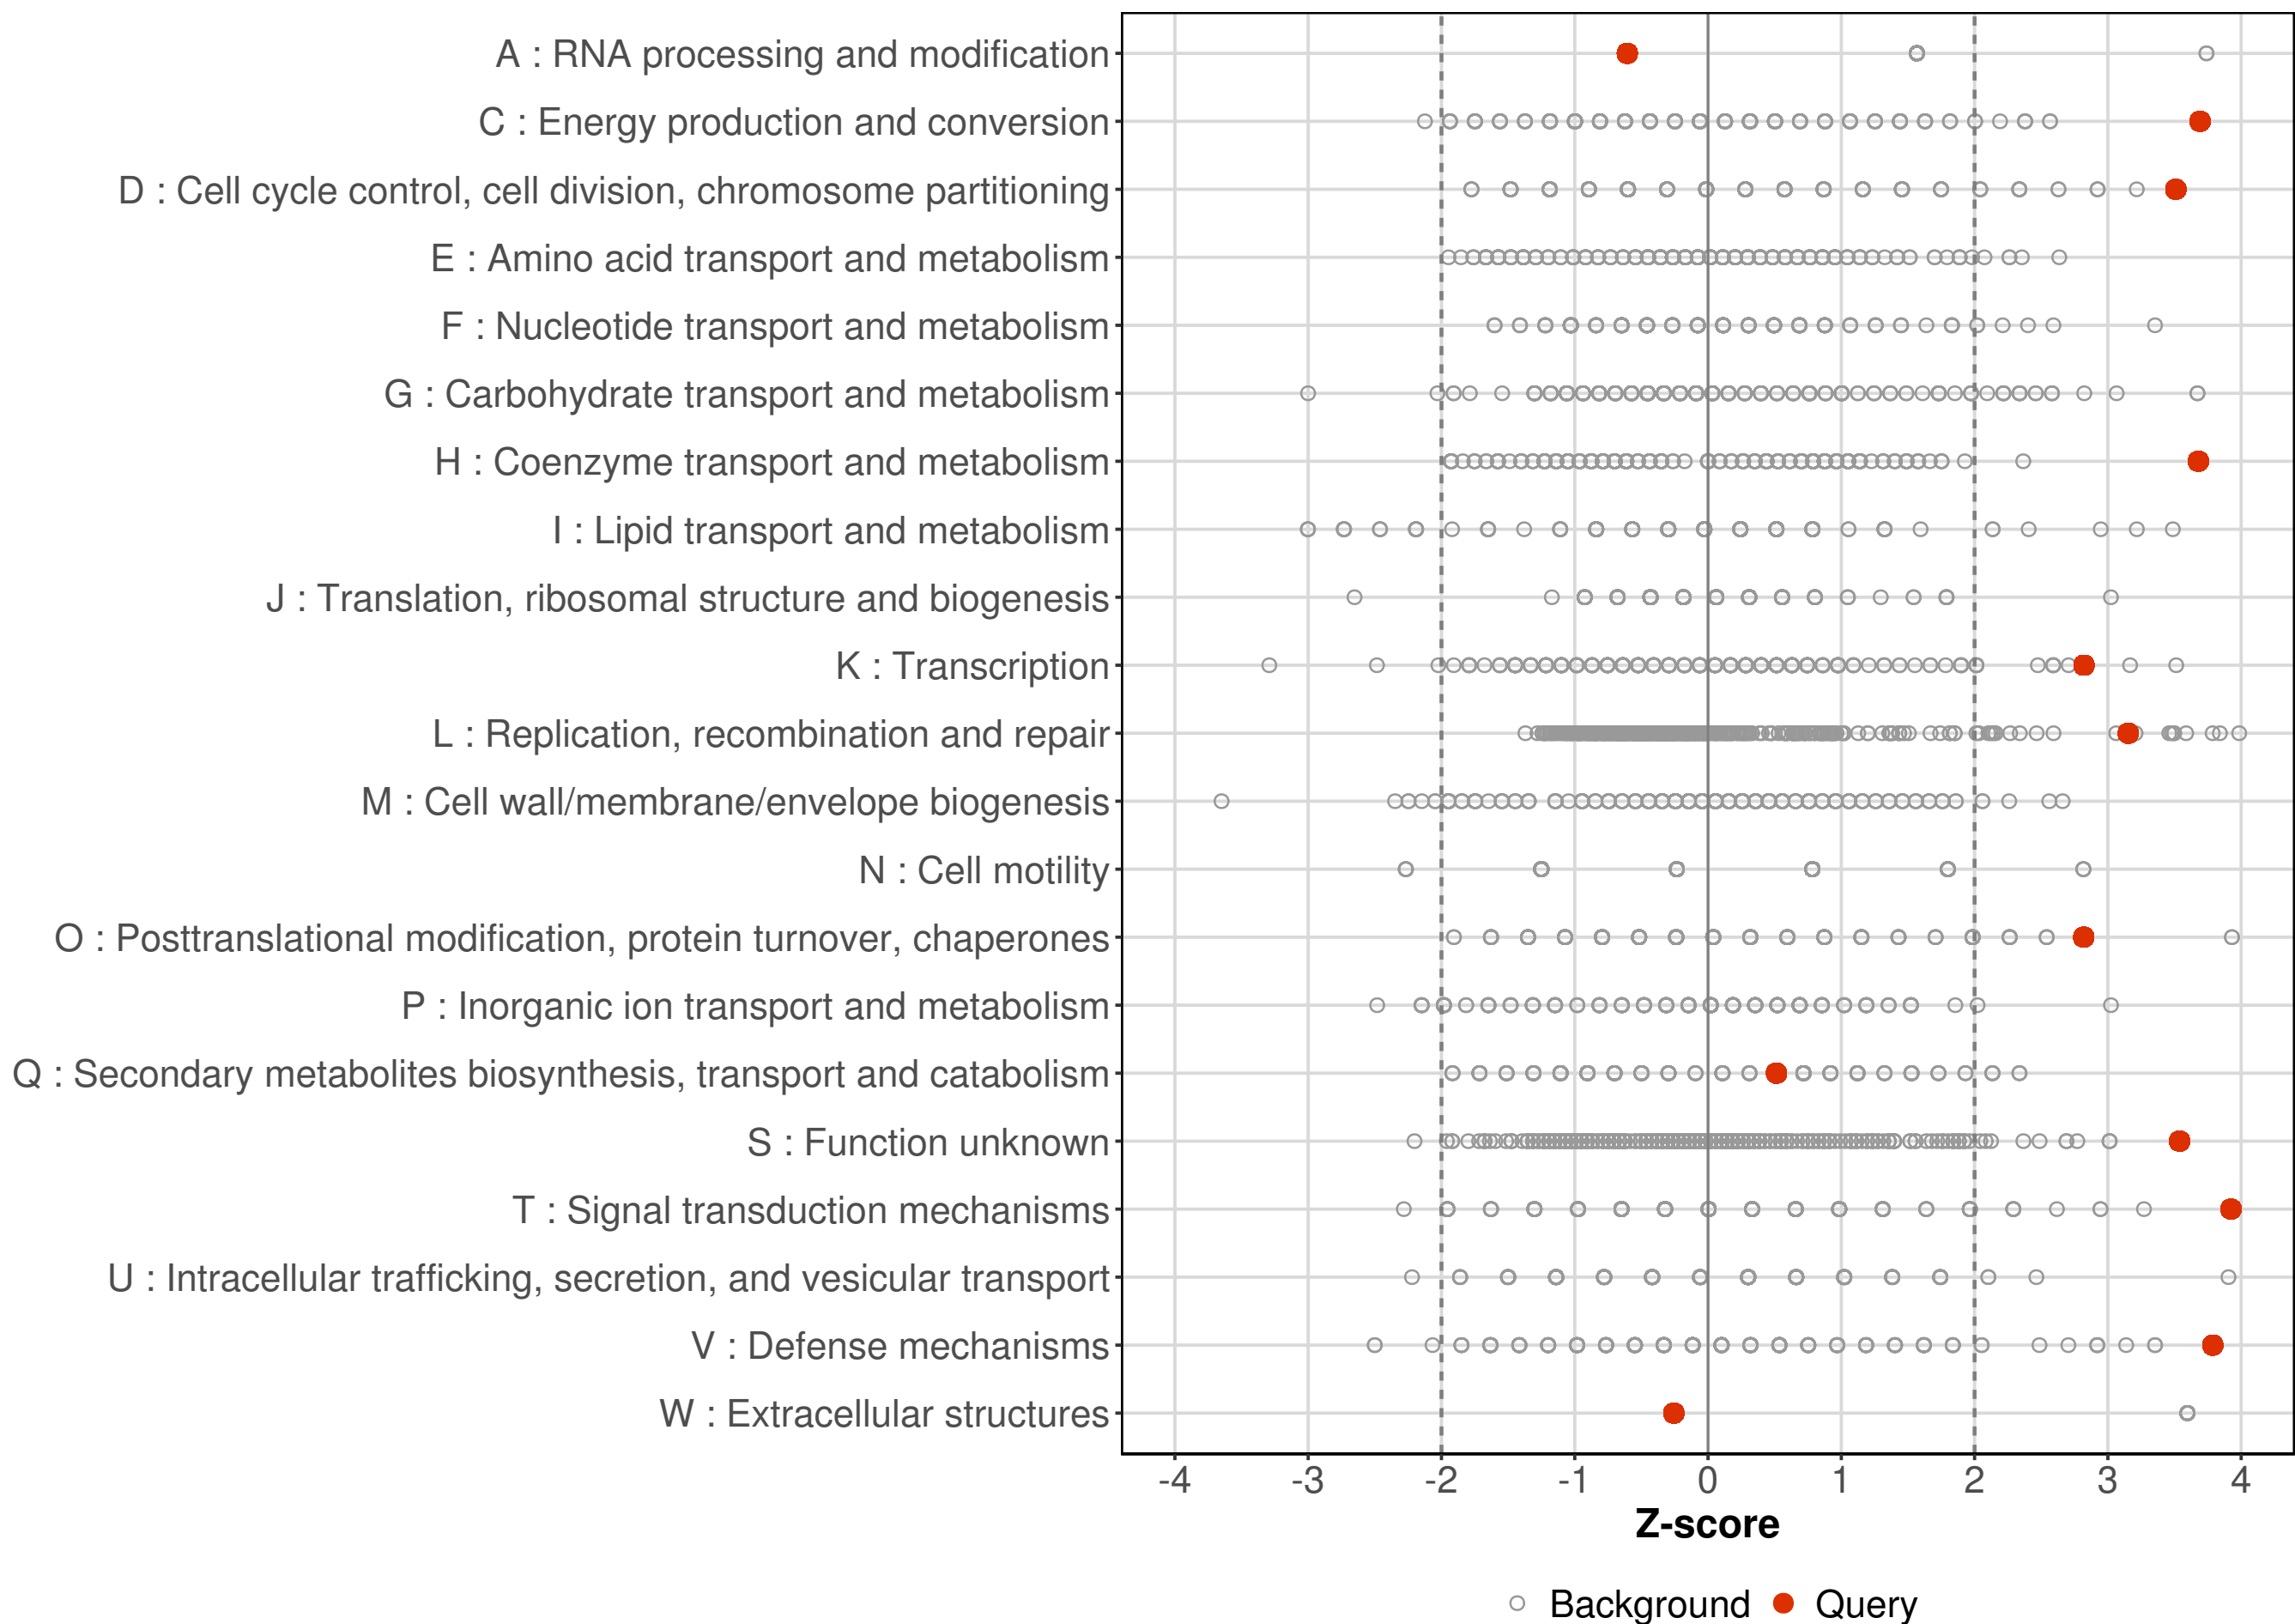 A : RNA processing and modification
C : Energy production and conversion
D : Cell cycle control, cell division, chromosome partitioning
E : Amino acid transport and metabolism
F : Nucleotide transport and metabolism
G : Carbohydrate transport and metabolism
H : Coenzyme transport and metabolism
I : Lipid transport and metabolism
J : Translation, ribosomal structure and biogenesis
K : Transcription
L : Replication, recombination and repair
M : Cell wall/membrane/envelope biogenesis
N : Cell motility
O : Posttranslational modification, protein turnover, chaperones
P : Inorganic ion transport and metabolism
Q : Secondary metabolites biosynthesis, transport and catabolism
S : Function unknown
T : Signal transduction mechanisms
U : Intracellular trafficking, secretion, and vesicular transport
V : Defense mechanisms
W : Extracellular structures
-4 -3 -2 -1 0 1 2 3 4
Z-score
Background Query